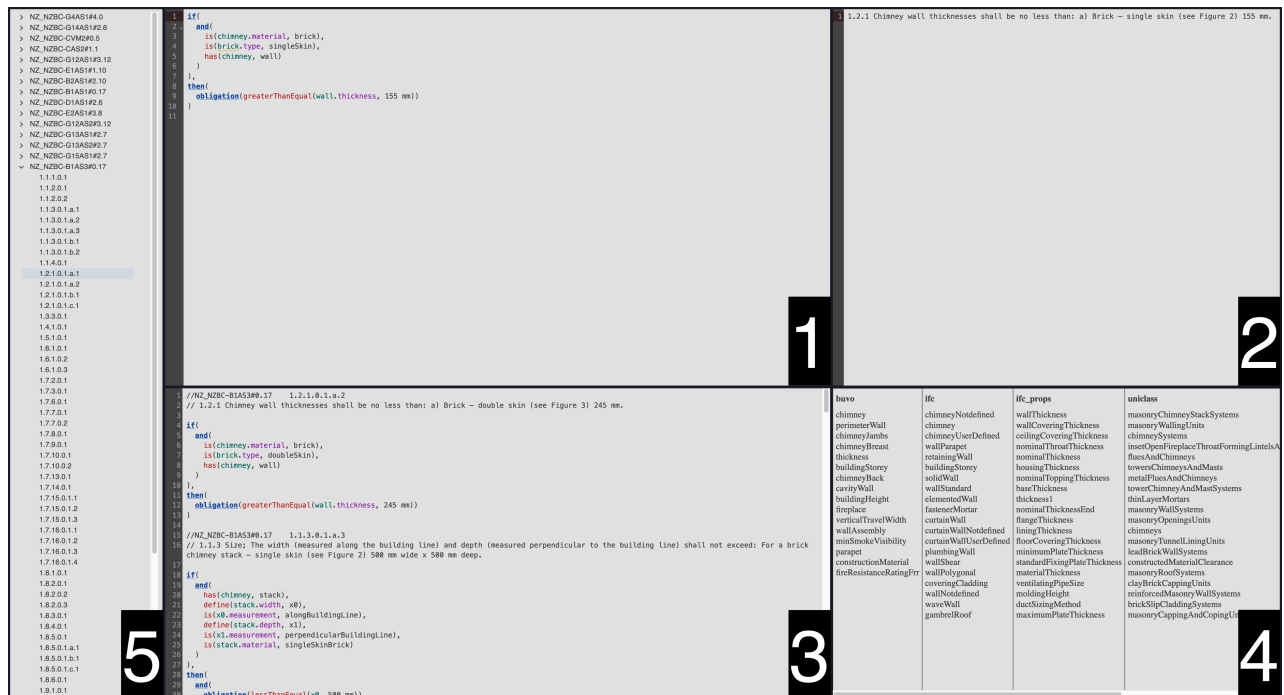 NZ_NZBC-G4AS1#4.0
NZ_NZBC-G14AS1#2.6
NZ_NZBC-CVM2#0.5
NZ_NZBC-CAS2#1.1
NZ_NZBC-G12AS1#3.12
NZ_NZBC-E1AS1#1.10
NZ_NZBC-B2AS1#2.10
NZ_NZBC-B1AS1#0.17
NZ_NZBC-D1AS1#2.6
NZ_NZBC-E2AS1#3.8
NZ_NZBC-G12AS2#3.12
NZ_NZBC-G13AS1#2.7
NZ_NZBC-G13AS2#2.7
NZ_NZBC-G15AS1#2.7
NZ_NZBC-B1AS3#0.17
1.1.1.0.1
1.1.2.0.1
1.1.2.0.2
1.1.3.0.1.a.1
1.1.3.0.1.a.2
1.1.3.0.1.a.3
1.1.3.0.1.b.1
1.1.3.0.1.b.2
1.1.4.0.1
1.2.1.0.1.a.1
1.2.1.0.1.a.2
1.2.1.0.1.b.1
1.2.1.0.1.c.1
1.3.3.0.1
1.4.1.0.1
1.5.1.0.1
1.6.1.0.1
1.6.1.0.2
1.6.1.0.3
1.7.2.0.1
1.7.3.0.1
1.7.6.0.1
1.7.7.0.1
1.7.7.0.2
1.7.8.0.1
1.7.9.0.1
1.7.10.0.1
1.7.10.0.2
1.7.13.0.1
1.7.14.0.1
1.7.15.0.1.1
1.7.15.0.1.2
1.7.15.0.1.3
1.7.16.0.1.1
1.7.16.0.1.2
1.7.16.0.1.3
1.7.16.0.1.4
1.8.1.0.1
1.8.2.0.1
1.8.2.0.2
1.8.2.0.3
1.8.3.0.1
1.8.4.0.1
1.8.5.0.1
1.8.5.0.1.a.1
1.8.5.0.1.b.1
1.8.5.0.1.c.1
1.8.6.0.1
1.9.1.0.1
5
1 if(
2 and(
3 is(chimney.material, brick),
4 is(brick.type, singleSkin),
5 has(chimney, wall)
6 )
7 ),
8 then(
9 obligation(greaterThanEqual(wall.thickness, 155 mm))
10 )
11
1
1 1.2.1 Chimney wall thicknesses shall be no less than: a) Brick – single skin (see Figure 2) 155 mm.
2
1 //NZ_NZBC-B1AS3#0.17 1.2.1.0.1.a.2
2 // 1.2.1 Chimney wall thicknesses shall be no less than: a) Brick – double skin (see Figure 3) 245 mm.
3
4 if(
5 and(
6 is(chimney.material, brick),
7 is(brick.type, doubleSkin),
8 has(chimney, wall)
9 )
10 ),
11 then(
12 obligation(greaterThanEqual(wall.thickness, 245 mm))
13 )
14
15 //NZ_NZBC-B1AS3#0.17 1.1.3.0.1.a.3
16 // 1.1.3 Size; The width (measured along the building line) and depth (measured perpendicular to the building line) shall not exceed: For a brick
chimney stack – single skin (see Figure 2) 500 mm wide x 500 mm deep.
17
18 if(
19 and(
20 has(chimney, stack),
21 define(stack.width, x0),
22 is(x0.measurement, alongBuildingLine),
23 define(stack.depth, x1),
24 is(x1.measurement, perpendicularBuildingLine),
25 is(stack.material, singleSkinBrick)
26 )
27 ),
28 then(
29 and(
obligation(lessThanEqual(x0, 500 mm)),
3
buvo
chimney
perimeterWall
chimneyJambs
chimneyBreast
thickness
buildingStorey
chimneyBack
cavityWall
buildingHeight
fireplace
verticalTravelWidth
wallAssembly
minSmokeVisibility
parapet
constructionMaterial
fireResistanceRatingFrr
ifc
chimneyNotdefined
chimney
chimneyUserDefined
wallParapet
retainingWall
buildingStorey
solidWall
wallStandard
elementedWall
fastenerMortar
curtainWall
curtainWallNotdefined
curtainWallUserDefined
plumbingWall
wallShear
wallPolygonal
coveringCladding
wallNotdefined
waveWall
gambrelRoof
ifc_props
wallThickness
wallCoveringThickness
ceilingCoveringThickness
nominalThroatThickness
nominalThickness
housingThickness
nominalToppingThickness
baseThickness
thickness1
nominalThicknessEnd
flangeThickness
liningThickness
floorCoveringThickness
minimumPlateThickness
standardFixingPlateThickness
materialThickness
ventilatingPipeSize
moldingHeight
ductSizingMethod
maximumPlateThickness
uniclass
masonryChimneyStackSystems
masonryWallingUnits
chimneySystems
insetOpenFireplaceThroatFormingLintelsA
fluesAndChimneys
towersChimneysAndMasts
metalFluesAndChimneys
towerChimneyAndMastSystems
thinLayerMortars
masonryWallSystems
masonryOpeningsUnits
chimneys
masonryTunnelLiningUnits
leadBrickWallSystems
constructedMaterialClearance
masonryRoofSystems
clayBrickCappingUnits
reinforcedMasonryWallSystems
brickSlipCladdingSystems
masonryCappingAndCopingUn
4